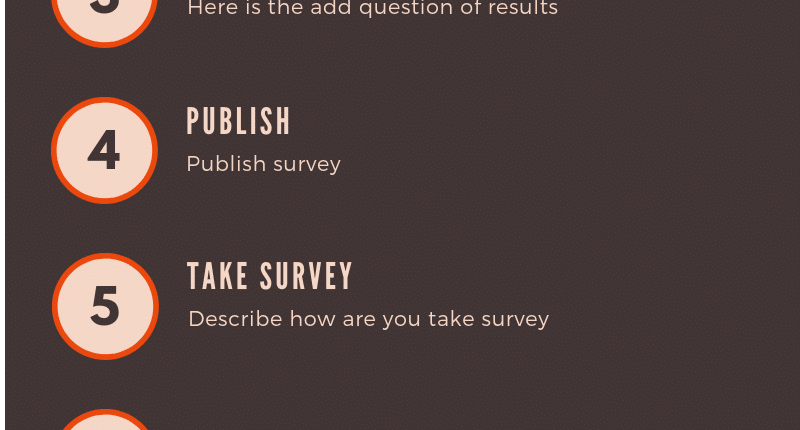 3
Here is the add question of results
4
PUBLISH
Publish survey
5
TAKE SURVEY
Describe how are you take survey